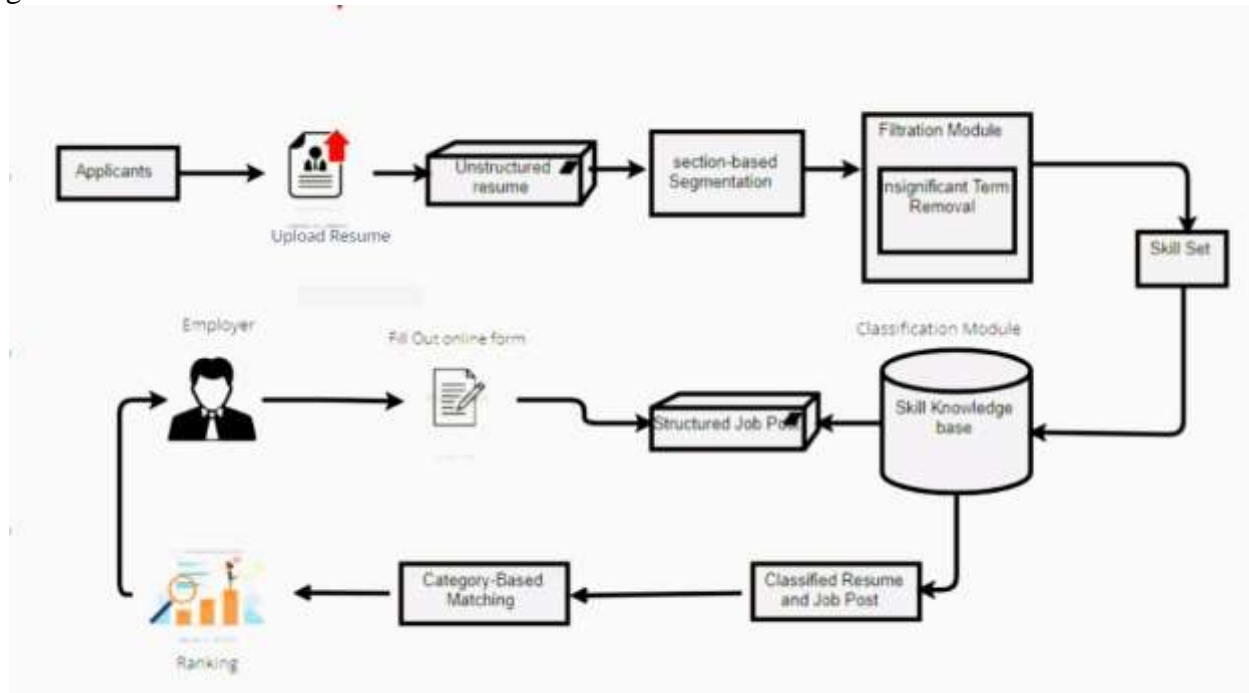 Applicants
Upload Resume
Unstructured
resume
section-based
Segmentation
Filtration Module
nsignificant Term
Removal
Skill Set
Employer
Fill Out online form
Structured Job Post
Classification Module
Skill Knowledge
base
Classified Resume
and Job Post
Category-Based
Matching
Ranking